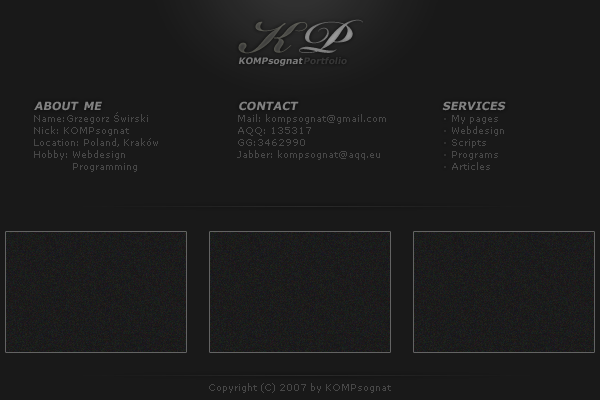 KP
KOMPsognatPortfolio
ABOUT ME
Name:Grzegorz Świrski
Nick: KOMPsognat
Location: Poland, Kraków
Hobby: Webdesign
Programming
CONTACT
Mail: kompsognat@gmail.com
AQQ: 135317
GG:3462990
Jabber: kompsognat@aqq.eu
SERVICES
· My pages
· Webdesign
· Scripts
· Programs
· Articles
Copyright (C) 2007 by KOMPsognat